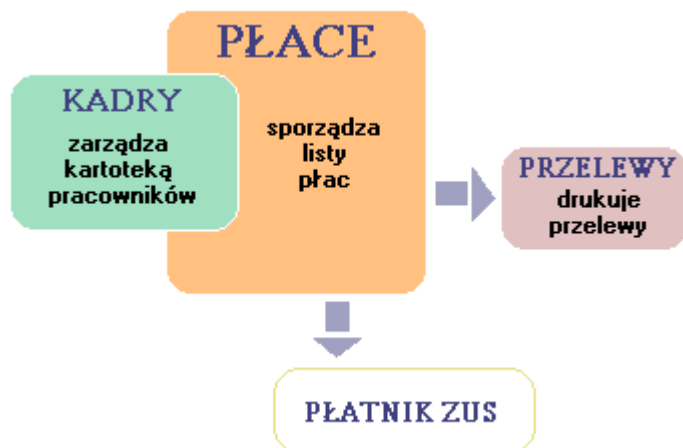 PŁACE
sporządza
listy
płac
KADRY
zarządza
kartoteką
pracowników
PRZELEWY
drukuje
przelewy
PŁATNIK ZUS